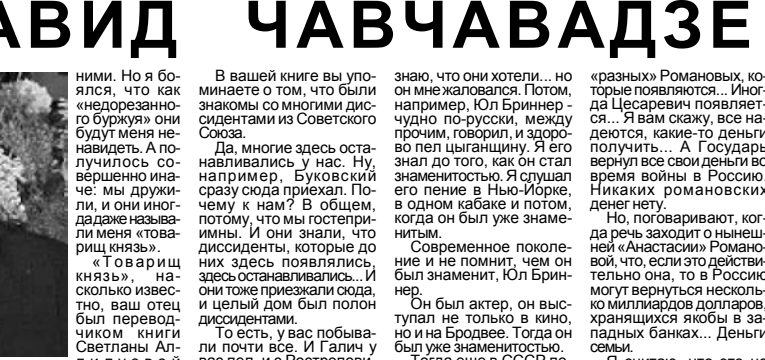 АВИД ЧАВЧАВАДЗЕ
ними. Но я бо-
ялся, что как
«недорезанно-
го буржуя» они
будут меня не-
навидеть. А по-
лучилось со-
вершенно ина-
че: мы дружи-
ли, и они иног-
да даже называ-
ли меня «това-
рищ князь».
«Товарищ
князь», на-
сколько извес-
тно, ваш отец
был перевод-
чиком книги
Светланы Ал-
В вашей книге вы упо-
минаете о том, что были
знакомы со многими дис-
сидентами из Советского
Союза.
Да, многие здесь оста-
навливались у нас. Ну,
например, Буковский
сразу сюда приехал. По-
чему к нам? В общем,
потому, что мы гостепри-
имны. И они знали, что
диссиденты, которые до
них здесь появлялись,
здесь останавливались... И
они тоже приезжали сюда,
и целый дом был полон
диссидентами.
То есть, у вас побыва-
ли почти все. И Галич у
знаю, что они хотели... но
он мне жаловался. Потом,
например, Юл Бриннер -
чудно по-русски, между
прочим, говорил, и здоро-
во пел цыганщину. Я его
знал до того, как он стал
знаменитостью. Я слушал
его пение в Нью-Йорке,
в одном кабаке и потом,
когда он был уже знаме-
нитым.
Современное поколе-
ние и не помнит, чем он
был знаменит, Юл Брин-
нер.
Он был актер, он выс-
тупал не только в кино,
но и на Бродвее. Тогда он
был уже знаменитостью.
«разных» Романовых, ко-
торые появляются... Иног-
да Цесаревич появляет-
ся... Я вам скажу, все на-
деются, какие-то деньги
получить... А Государь
вернул все свои деньги во
время войны в Россию.
Никаких романовских
денег нету.
Но, поговаривают, ког-
да речь заходит о нынеш-
ней «Анастасии» Романо-
вой, что, если это действи-
тельно она, то в Россию
могут вернуться несколь-
ко миллиардов долларов,
хранящихся якобы в за-
падных банках... Деньги
семьи.